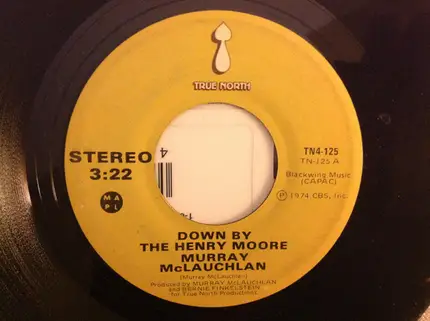 TRUE NORTH
STEREO
3:22
M A
P L
4
TN4-125
TN-125 A
Blackwing Music
(CAPAC)
℗ 1974 CBS, Inc.
DOWN BY
THE HENRY MOORE
MURRAY
McLAUCHLAN
(Murray McLauchlan)
Produced by MURRAY McLAUCHLAN
and BERNIE FINKELSTEIN
for True North Productions